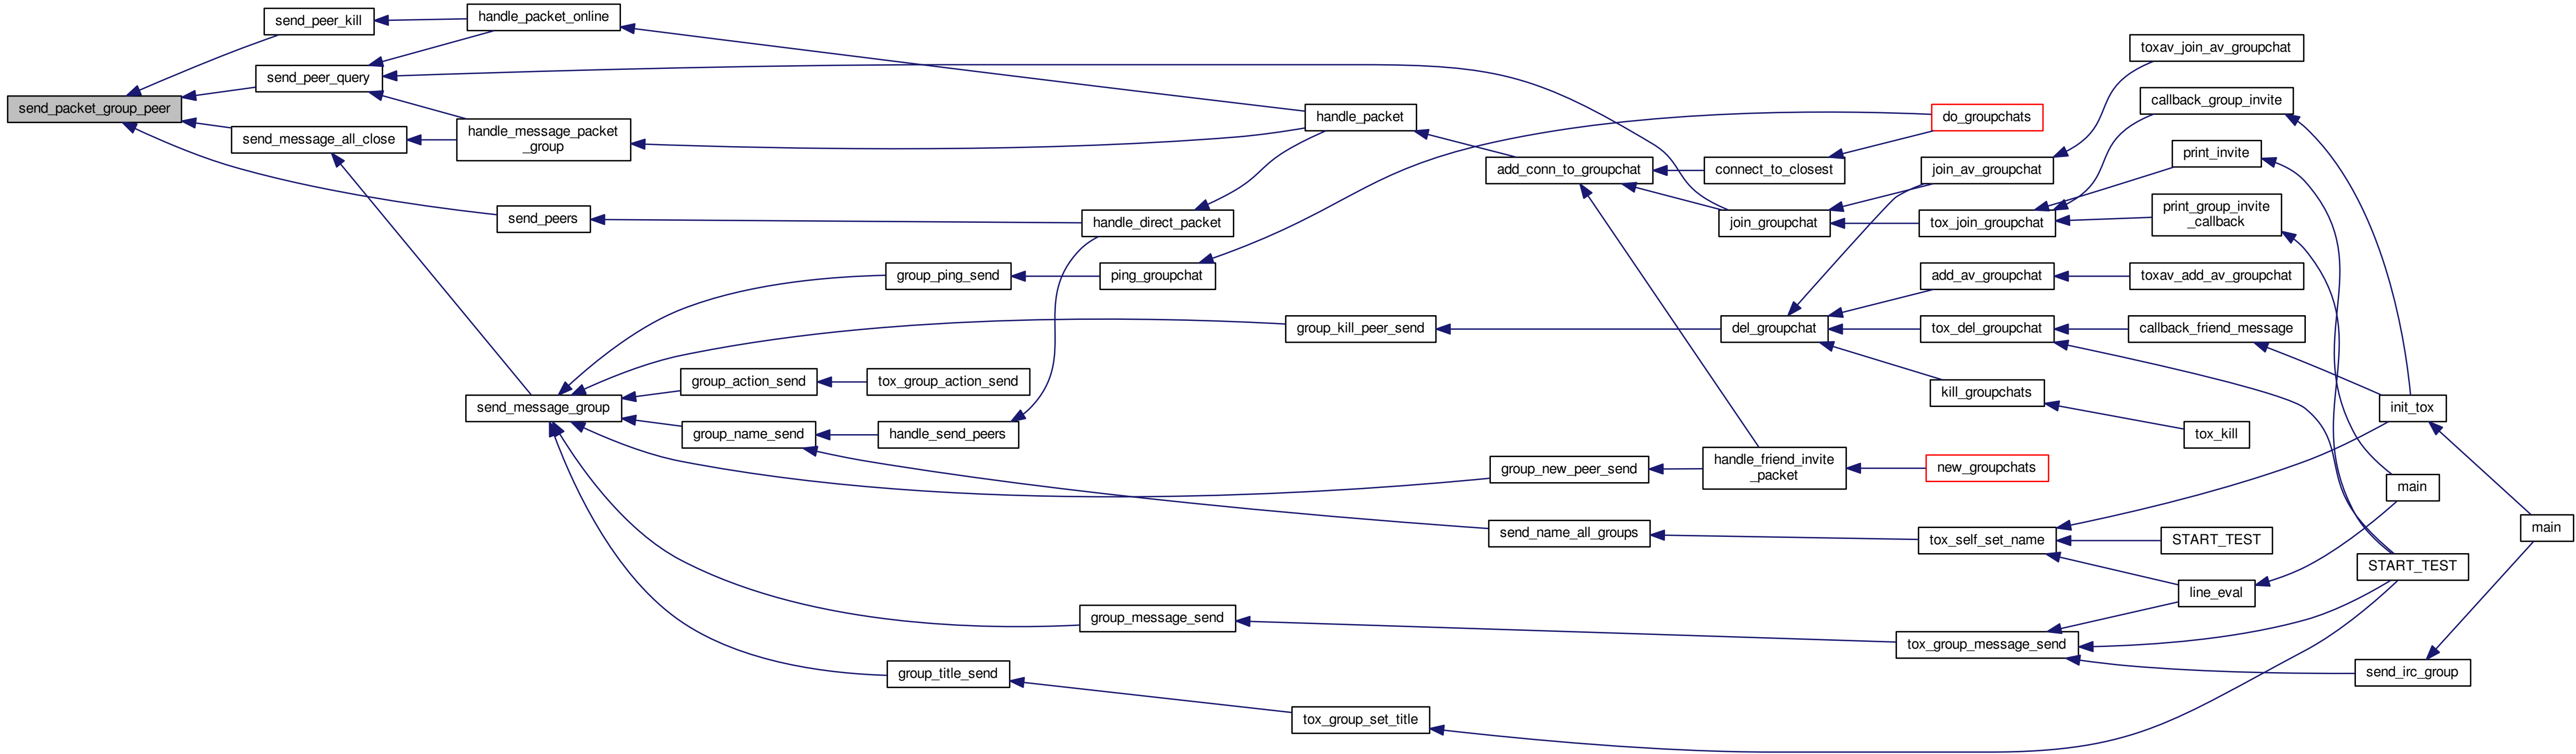 send_packet_group_peer
send_peer_kill
send_peer_query
send_message_all_close
handle_packet_online
handle_message_packet
_group
send_peers
send_message_group
group_action_send
group_name_send
group_ping_send
tox_group_action_send
handle_send_peers
group_title_send
handle_direct_packet
ping_groupchat
group_message_send
handle_packet
group_kill_peer_send
tox_group_set_title
add_conn_to_groupchat
group_new_peer_send
send_name_all_groups
connect_to_closest
join_groupchat
del_groupchat
handle_friend_invite
_packet
do_groupchats
join_av_groupchat
tox_join_groupchat
add_av_groupchat
tox_del_groupchat
kill_groupchats
new_groupchats
tox_self_set_name
tox_group_message_send
toxav_join_av_groupchat
callback_group_invite
print_invite
print_group_invite
_callback
toxav_add_av_groupchat
callback_friend_message
tox_kill
START_TEST
line_eval
init_tox
main
START_TEST
send_irc_group
main